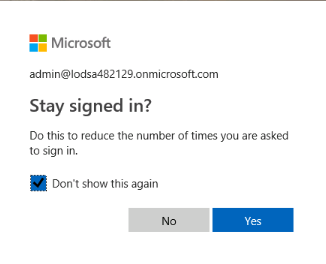 Microsoft
admin@lodsa482129.onmicrosoft.com
Stay signed in?
Do this to reduce the number of times you are asked
to sign in.
Don't show this again
No
Yes